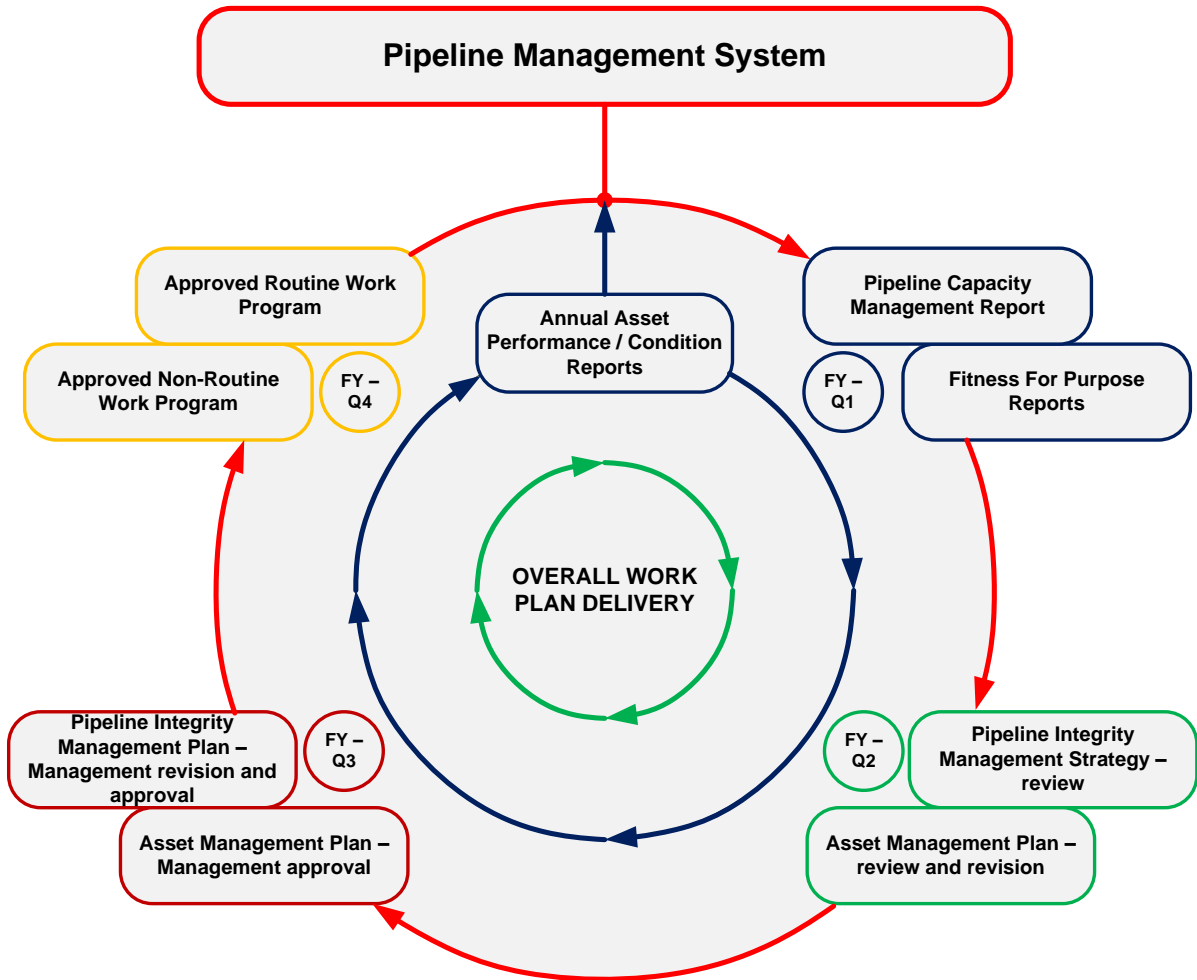 Pipeline Management System
Approved Routine Work
Program
Approved Non-Routine
Work Program
FY –
Q4
Annual Asset
Performance / Condition
Reports
Pipeline Capacity
Management Report
FY –
Q1
Fitness For Purpose
Reports
OVERALL WORK
PLAN DELIVERY
Pipeline Integrity
Management Plan –
Management revision and
approval
FY –
Q3
Asset Management Plan –
Management approval
FY –
Q2
Pipeline Integrity
Management Strategy –
review
Asset Management Plan –
review and revision